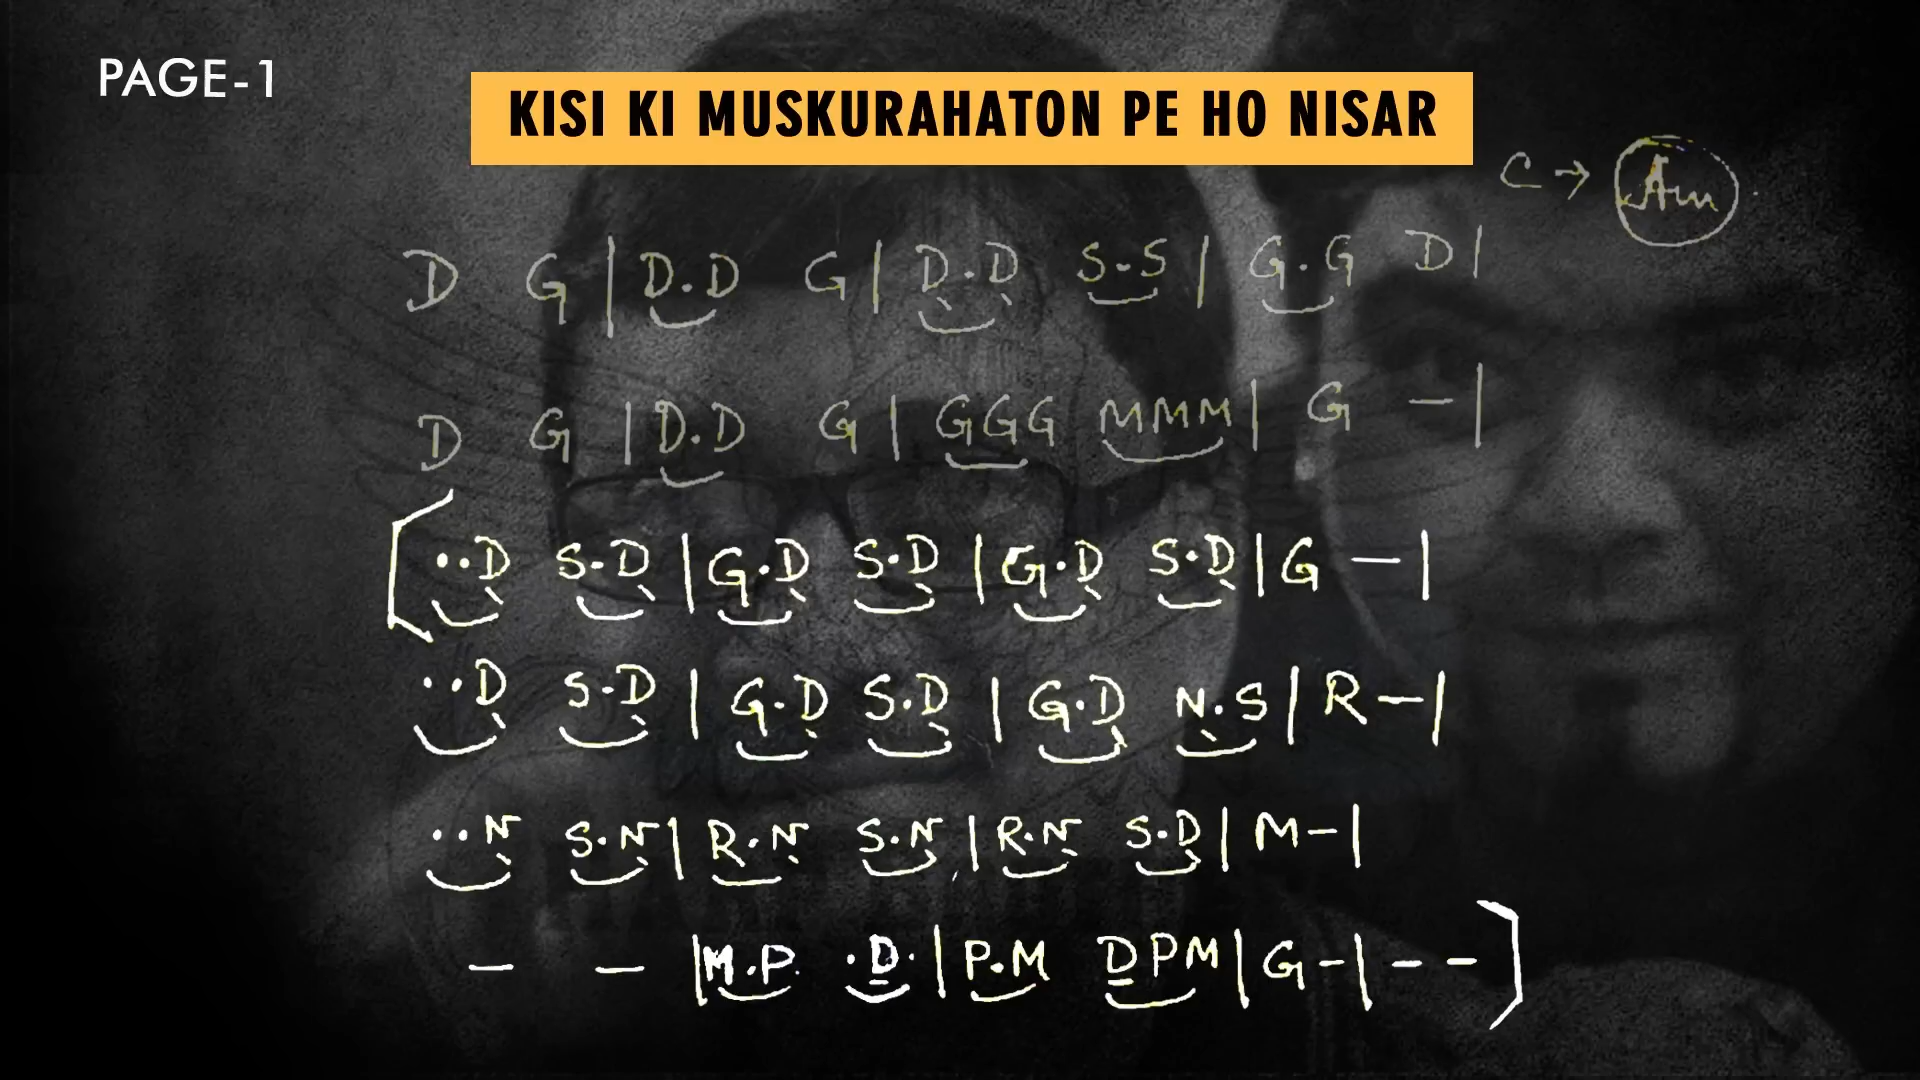 PAGE-1
KISI KI MUSKURAHATON PE HO NISAR
C → Am
D G | D.D G | D.D S.S | G.G D |
D G | D.D G | GGG MMM | G – |
[ ..D S.D | G.D S.D | G.D S.D | G – |
..D S.D | G.D S.D | G.D N.S | R – |
..N S.N | R.N S.N | R.N S.D | M – |
– – | M.P .D. | P.M DPM | G – | – – ]